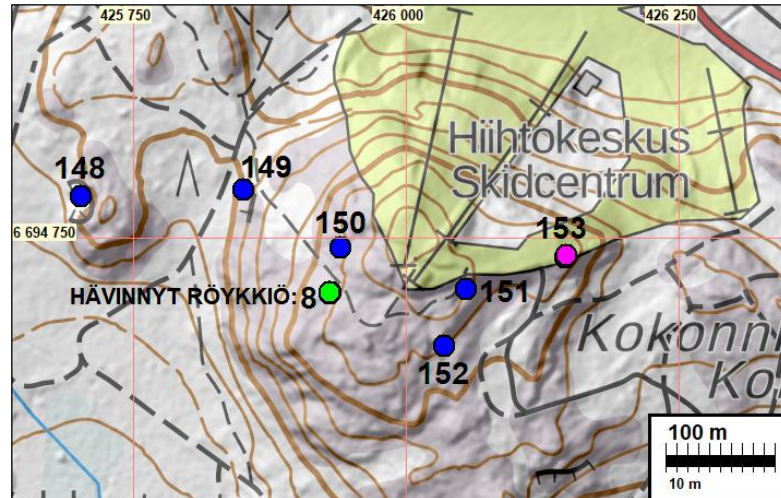 425 750
426 000
426 250
Hiihtokeskus
Skidcentrum
148
149
150
153
6 694 750
HÄVINNYT RÖYKKIÖ: 8
151
152
Kokonni
Ko
100 m
10 m